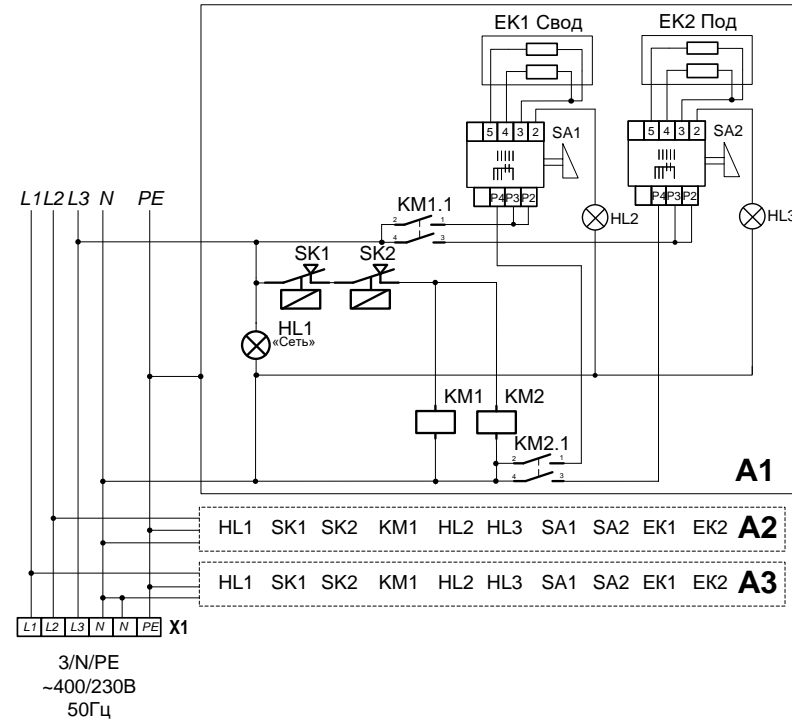 EK1 Свод EK2 Под
5 4 3 2 SA1
5 4 3 2 SA2
P4 P3 P2
P4 P3 P2
L1 L2 L3 N PE
KM1.1
2 1
4 3
HL2 HL3
SK1 SK2
HL1
«Сеть»
KM1 KM2
KM2.1
2 1
4 3
A1
HL1 SK1 SK2 KM1 HL2 HL3 SA1 SA2 EK1 EK2 A2
HL1 SK1 SK2 KM1 HL2 HL3 SA1 SA2 EK1 EK2 A3
L1 L2 L3 N N PE X1
3/N/PE
~400/230В
50Гц